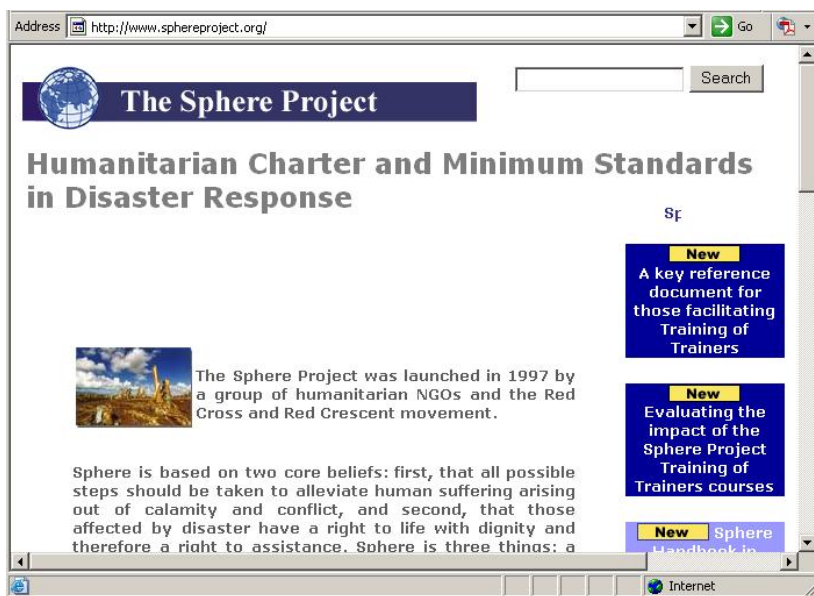 Address http://www.sphereproject.org/ Go
Search
The Sphere Project
Humanitarian Charter and Minimum Standards
in Disaster Response
New
A key reference
document for
those facilitating
Training of
Trainers
The Sphere Project was launched in 1997 by
a group of humanitarian NGOs and the Red
Cross and Red Crescent movement.
New
Evaluating the
impact of the
Sphere Project
Training of
Trainers courses
Sphere is based on two core beliefs: first, that all possible
steps should be taken to alleviate human suffering arising
out of calamity and conflict, and second, that those
affected by disaster have a right to life with dignity and
therefore a right to assistance. Sphere is three things: a
New Sphere
Handbook in
Internet